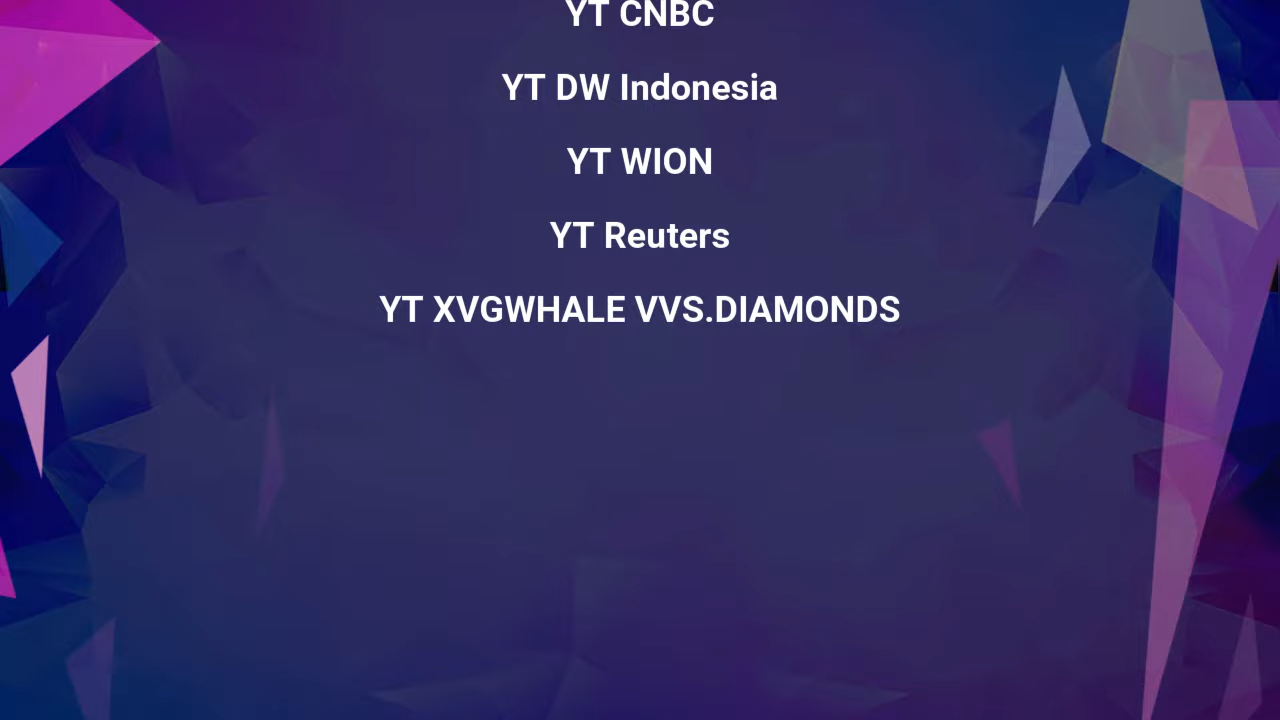 YT CNBC
YT DW Indonesia
YT WION
YT Reuters
YT XVGWHALE VVS.DIAMONDS